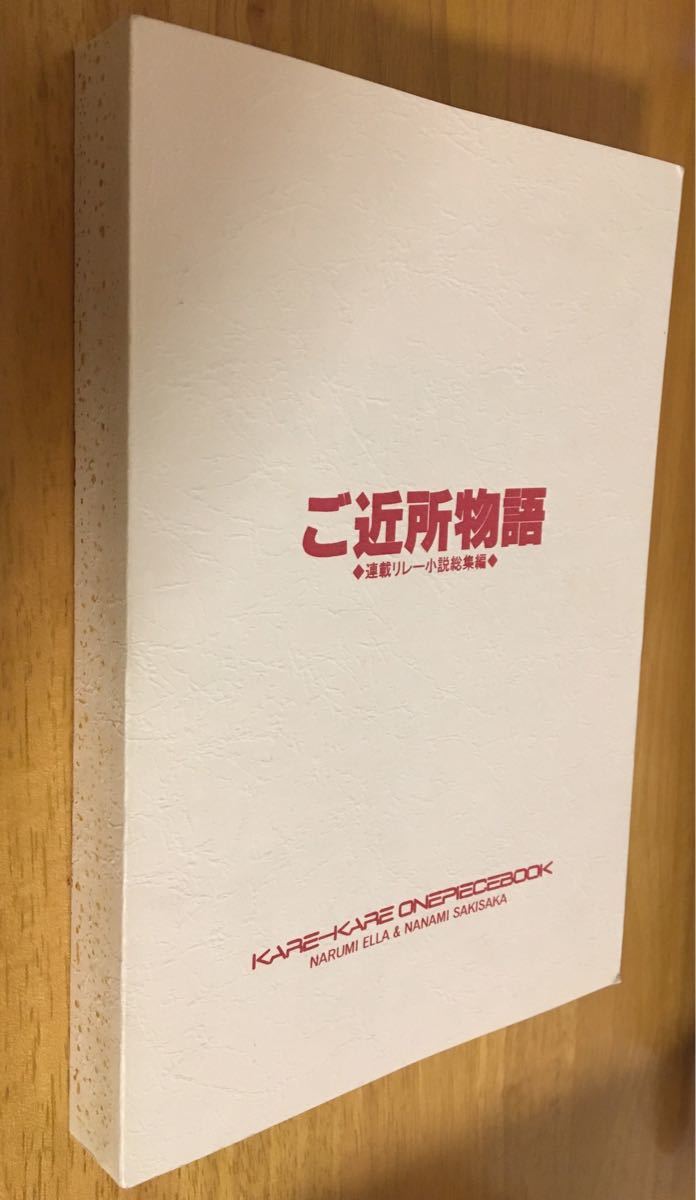 ご近所物語
◆連載リレー小説総集編◆
KARE-KARE ONEPIECEBOOK
NARUMI ELLA & NANAMI SAKISAKA